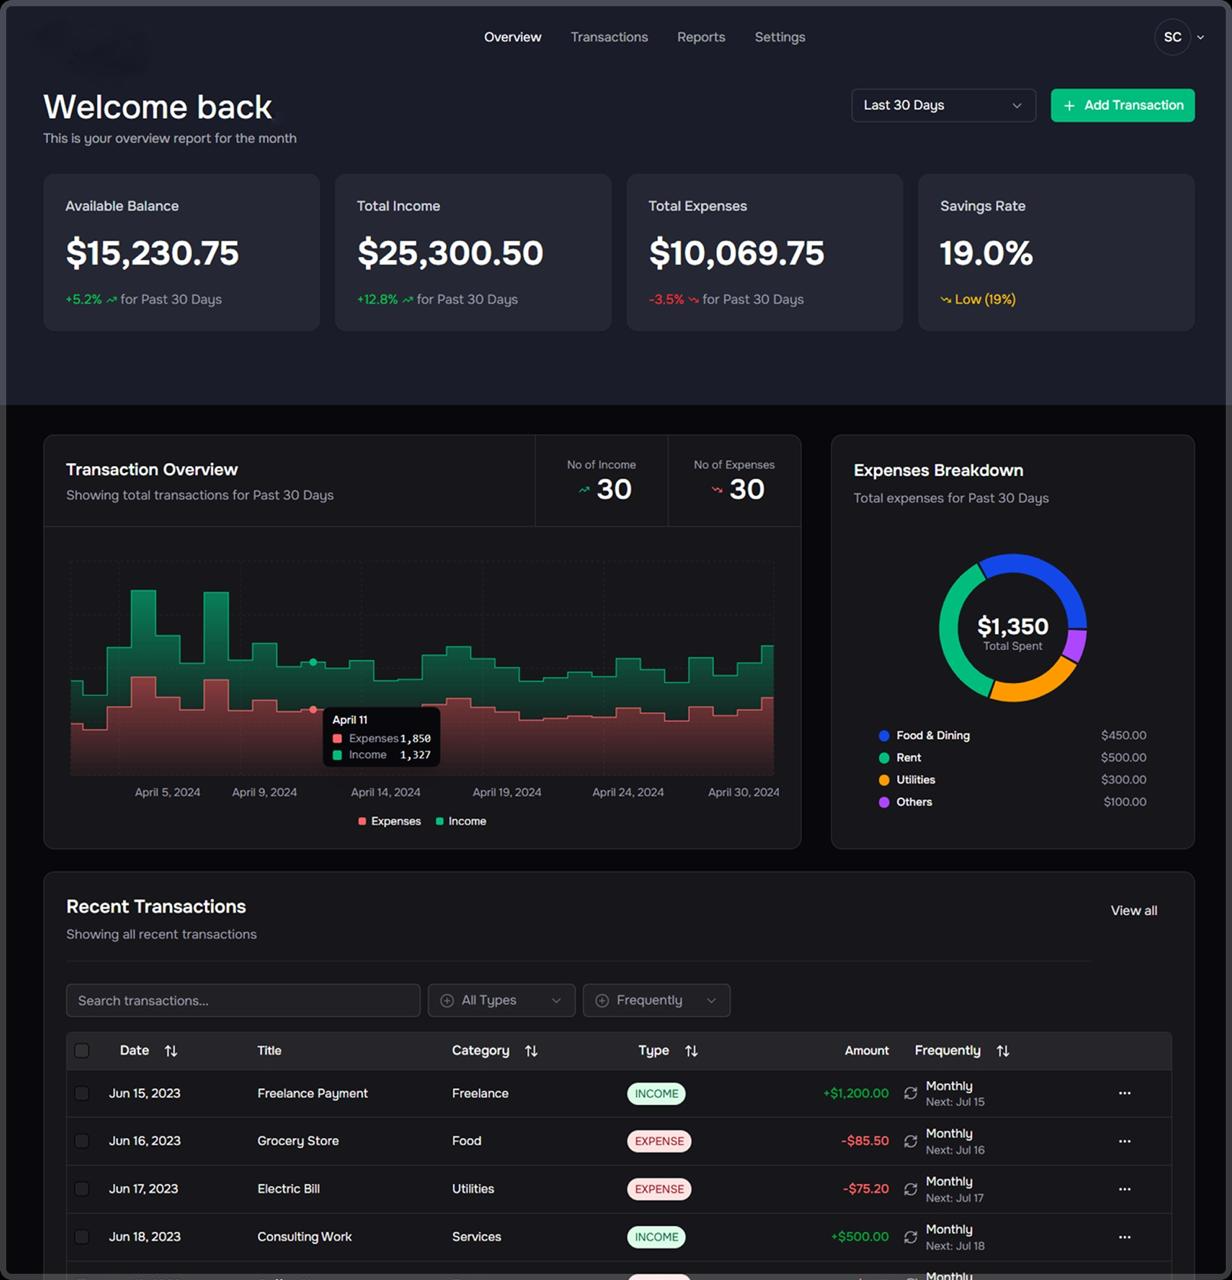 Overview Transactions Reports Settings SC
Welcome back
This is your overview report for the month
Last 30 Days
+ Add Transaction
Available Balance
$15,230.75
+5.2% for Past 30 Days
Total Income
$25,300.50
+12.8% for Past 30 Days
Total Expenses
$10,069.75
-3.5% for Past 30 Days
Savings Rate
19.0%
Low (19%)
Transaction Overview
Showing total transactions for Past 30 Days
No of Income
30
No of Expenses
30
April 11
Expenses 1,850
Income 1,327
April 5, 2024 April 9, 2024 April 14, 2024 April 19, 2024 April 24, 2024 April 30, 2024
Expenses Income
Expenses Breakdown
Total expenses for Past 30 Days
$1,350
Total Spent
Food & Dining $450.00
Rent $500.00
Utilities $300.00
Others $100.00
Recent Transactions
Showing all recent transactions
View all
Search transactions... All Types Frequently
Date Title Category Type Amount Frequently
Jun 15, 2023 Freelance Payment Freelance INCOME +$1,200.00 Monthly
Next: Jul 15
Jun 16, 2023 Grocery Store Food EXPENSE -$85.50 Monthly
Next: Jul 16
Jun 17, 2023 Electric Bill Utilities EXPENSE -$75.20 Monthly
Next: Jul 17
Jun 18, 2023 Consulting Work Services INCOME +$500.00 Monthly
Next: Jul 18
Monthly